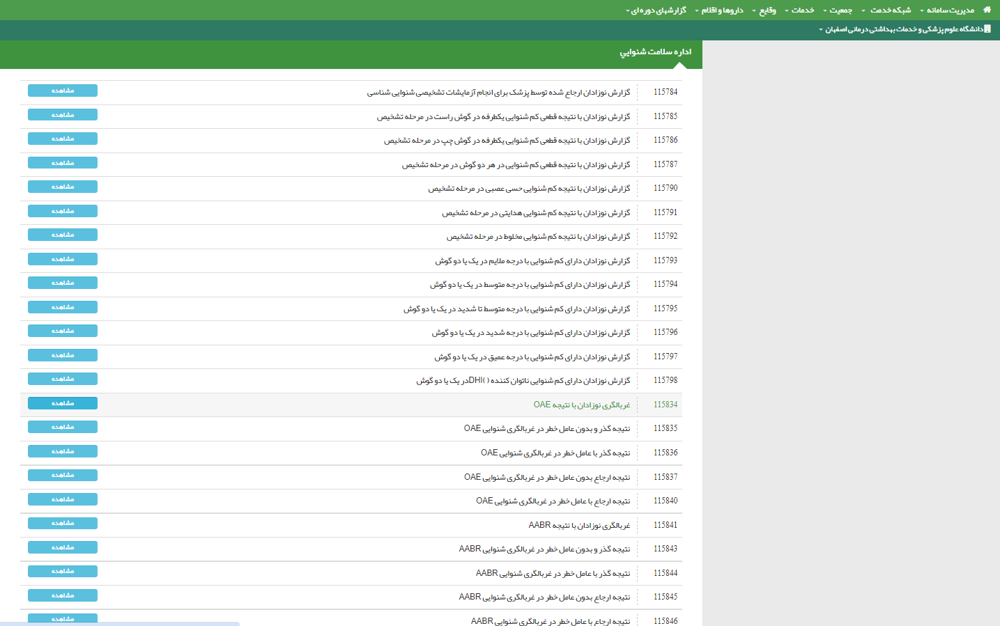 مدیریت سامانه شبکه خدمت جمعیت خدمات وقایع داروها و اقلام گزارشهای دوره ای
دانشگاه علوم پزشکی و خدمات بهداشتی درمانی اصفهان
اداره سلامت شنوايي
115784 گزارش نوزادان ارجاع شده توسط پزشک برای انجام آزمایشات تشخیصی شنوایی شناسی مشاهده
115785 گزارش نوزادان با نتیجه قطعی کم شنوایی یکطرفه در گوش راست در مرحله تشخیص مشاهده
115786 گزارش نوزادان با نتیجه قطعی کم شنوایی یکطرفه در گوش چپ در مرحله تشخیص مشاهده
115787 گزارش نوزادان با نتیجه قطعی کم شنوایی در هر دو گوش در مرحله تشخیص مشاهده
115790 گزارش نوزادان با نتیجه کم شنوایی حسی عصبی در مرحله تشخیص مشاهده
115791 گزارش نوزادان با نتیجه کم شنوایی هدایتی در مرحله تشخیص مشاهده
115792 گزارش نوزادان با نتیجه کم شنوایی مخلوط در مرحله تشخیص مشاهده
115793 گزارش نوزادان دارای کم شنوایی با درجه ملایم در یک یا دو گوش مشاهده
115794 گزارش نوزادان دارای کم شنوایی با درجه متوسط در یک یا دو گوش مشاهده
115795 گزارش نوزادان دارای کم شنوایی با درجه متوسط تا شدید در یک یا دو گوش مشاهده
115796 گزارش نوزادان دارای کم شنوایی با درجه شدید در یک یا دو گوش مشاهده
115797 گزارش نوزادان دارای کم شنوایی با درجه عمیق در یک یا دو گوش مشاهده
115798 گزارش نوزادان دارای کم شنوایی ناتوان کننده ( )DHIدر یک یا دو گوش مشاهده
115834 غربالگری نوزادان با نتیجه OAE مشاهده
115835 نتیجه گذر و بدون عامل خطر در غربالگری شنوایی OAE مشاهده
115836 نتیجه گذر با عامل خطر در غربالگری شنوایی OAE مشاهده
115837 نتیجه ارجاع بدون عامل خطر در غربالگری شنوایی OAE مشاهده
115840 نتیجه ارجاع با عامل خطر در غربالگری شنوایی OAE مشاهده
115841 غربالگری نوزادان با نتیجه AABR مشاهده
115843 نتیجه گذر و بدون عامل خطر در غربالگری شنوایی AABR مشاهده
115844 نتیجه گذر با عامل خطر در غربالگری شنوایی AABR مشاهده
115845 نتیجه ارجاع بدون عامل خطر در غربالگری شنوایی AABR مشاهده
115846 نتیجه ارجاع با عامل خطر در غربالگری شنوایی AABR مشاهده